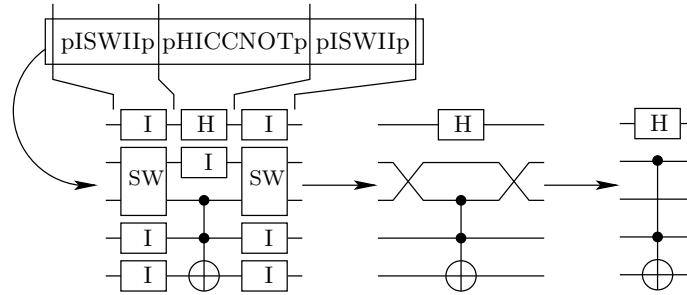 pISWIIp pHICCNOTp pISWIIp
I H I H H
SW I SW
I I
I I